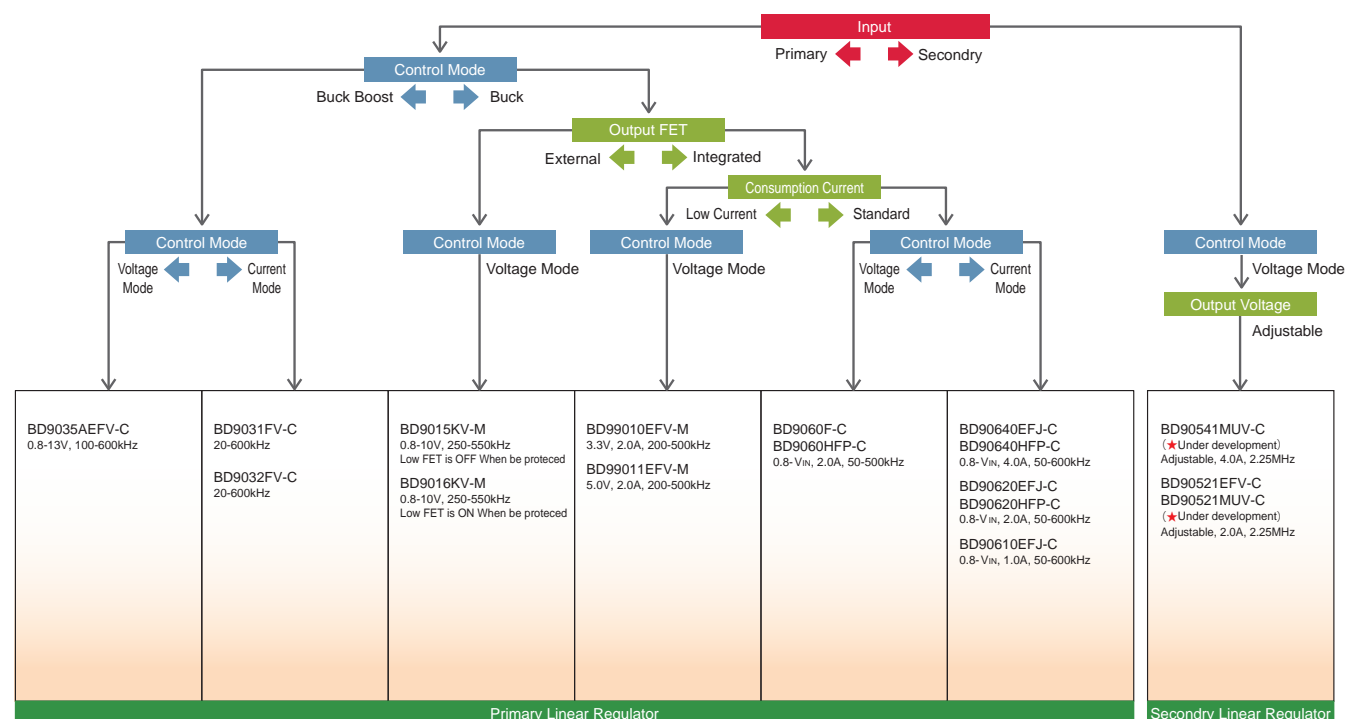 Input
Primary
Secondry
Control Mode
Buck Boost
Buck
Output FET
External
Integrated
Consumption Current
Low Current
Standard
Control Mode
Voltage
Mode
Current
Mode
Control Mode
Voltage Mode
Control Mode
Voltage Mode
Control Mode
Voltage
Mode
Current
Mode
Control Mode
Voltage Mode
Output Voltage
Adjustable
BD9035AEFV-C
0.8-13V, 100-600kHz
BD9031FV-C
20-600kHz
BD9032FV-C
20-600kHz
BD9015KV-M
0.8-10V, 250-550kHz
Low FET is OFF When be proteced
BD9016KV-M
0.8-10V, 250-550kHz
Low FET is ON When be proteced
BD99010EFV-M
3.3V, 2.0A, 200-500kHz
BD99011EFV-M
5.0V, 2.0A, 200-500kHz
BD9060F-C
BD9060HFP-C
0.8-VIN, 2.0A, 50-500kHz
BD90640EFJ-C
BD90640HFP-C
0.8-VIN, 4.0A, 50-600kHz
BD90620EFJ-C
BD90620HFP-C
0.8-VIN, 2.0A, 50-600kHz
BD90610EFJ-C
0.8-VIN, 1.0A, 50-600kHz
BD90541MUV-C
(★Under development)
Adjustable, 4.0A, 2.25MHz
BD90521EFV-C
BD90521MUV-C
(★Under development)
Adjustable, 2.0A, 2.25MHz
Primary Linear Regulator
Secondry Linear Regulator